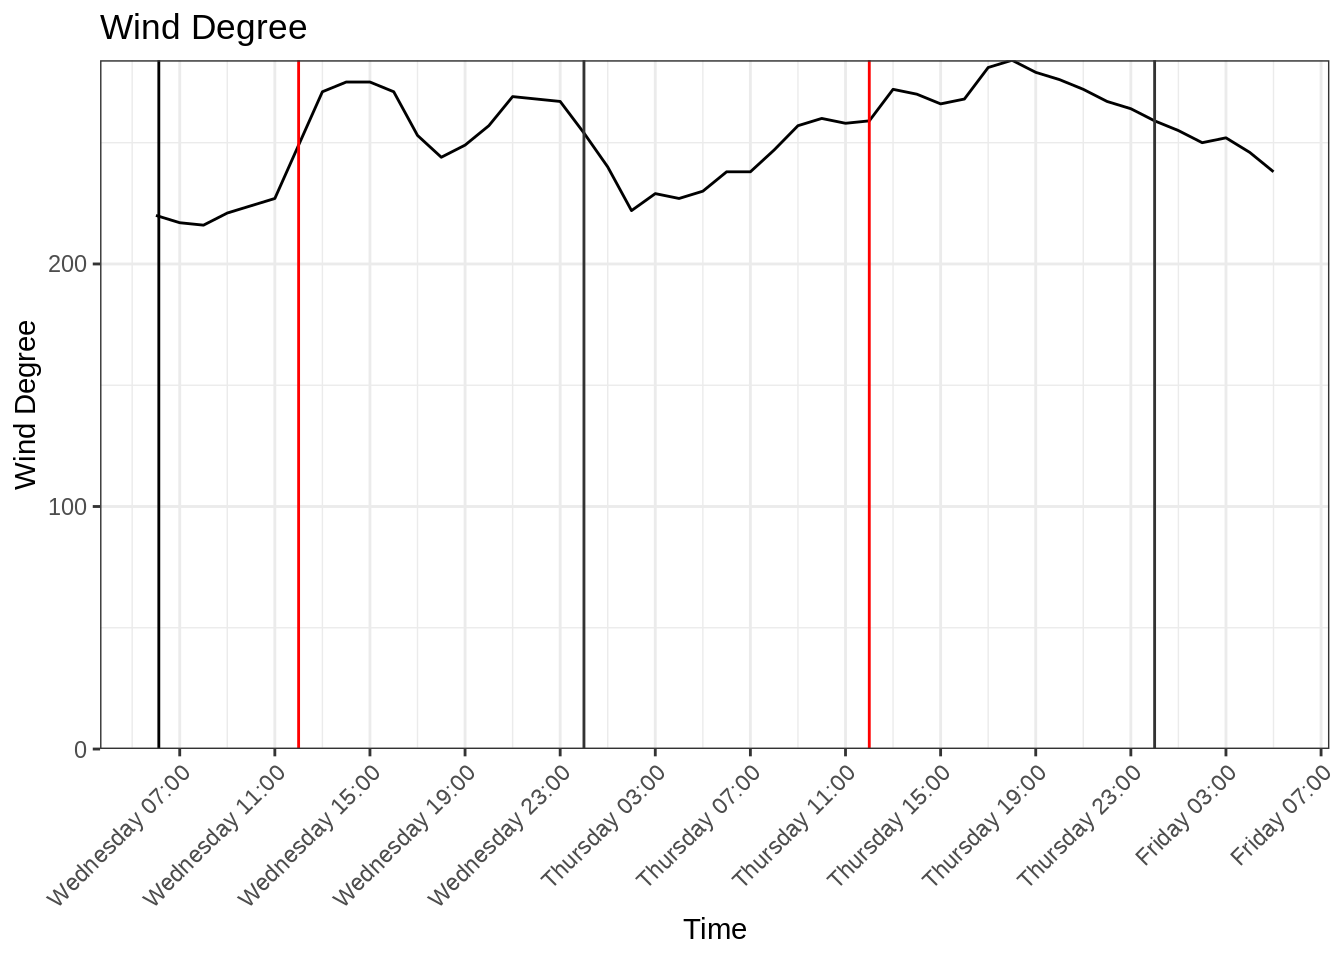 Wind Degree
Wind Degree
200
100
0
Wednesday 07:00
Wednesday 11:00
Wednesday 15:00
Wednesday 19:00
Wednesday 23:00
Thursday 03:00
Thursday 07:00
Thursday 11:00
Thursday 15:00
Thursday 19:00
Thursday 23:00
Friday 03:00
Friday 07:00
Time